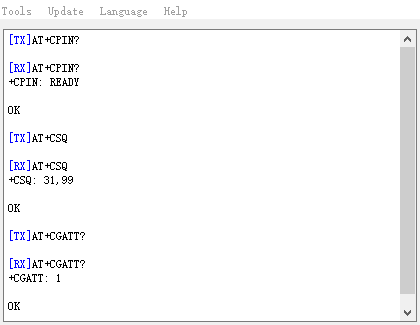 Tools Update Language Help
[TX]AT+CPIN?
[RX]AT+CPIN?
+CPIN: READY
OK
[TX]AT+CSQ
[RX]AT+CSQ
+CSQ: 31,99
OK
[TX]AT+CGATT?
[RX]AT+CGATT?
+CGATT: 1
OK